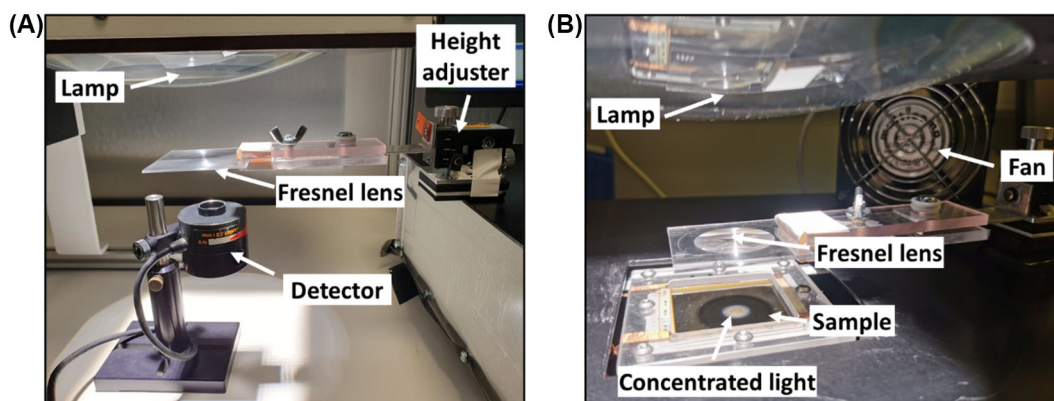 (A)
Lamp
Height
adjuster
Fresnel lens
Detector
(B)
Lamp
Fan
Fresnel lens
Sample
Concentrated light